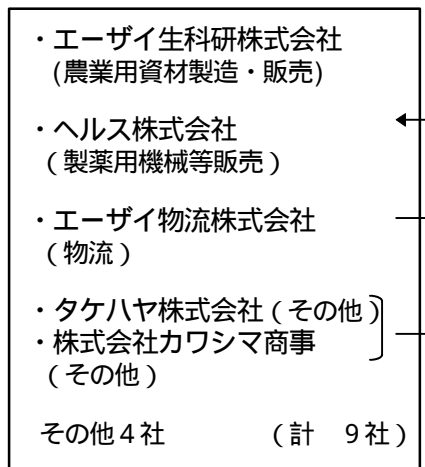 ・エーザイ生科研株式会社
(農業用資材製造・販売)
・ヘルス株式会社
(製薬用機械等販売)
・エーザイ物流株式会社
(物流)
・タケハヤ株式会社(その他)
・株式会社カワシマ商事
(その他)
その他4社 (計 9社)